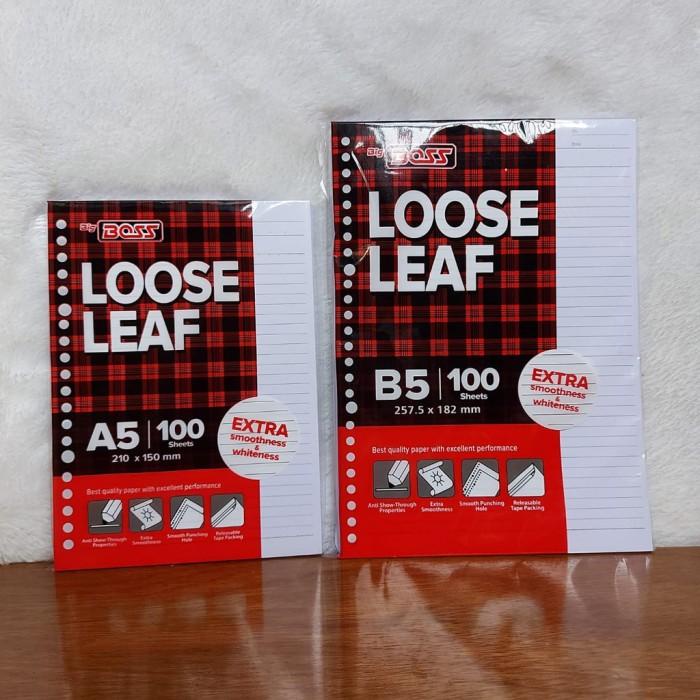 Big BOSS
LOOSE
LEAF
A5 | 100
Sheets
210 x 150 mm
EXTRA
smoothness
&
whiteness
Best quality paper with excellent performance
Anti Show-Through
Properties
Extra
Smoothness
Smooth Punching
Hole
Releasable
Tape Packing
Big BOSS
LOOSE
LEAF
B5 | 100
Sheets
257.5 x 182 mm
EXTRA
smoothness
&
whiteness
Best quality paper with excellent performance
Anti Show-Through
Properties
Extra
Smoothness
Smooth Punching
Hole
Releasable
Tape Packing